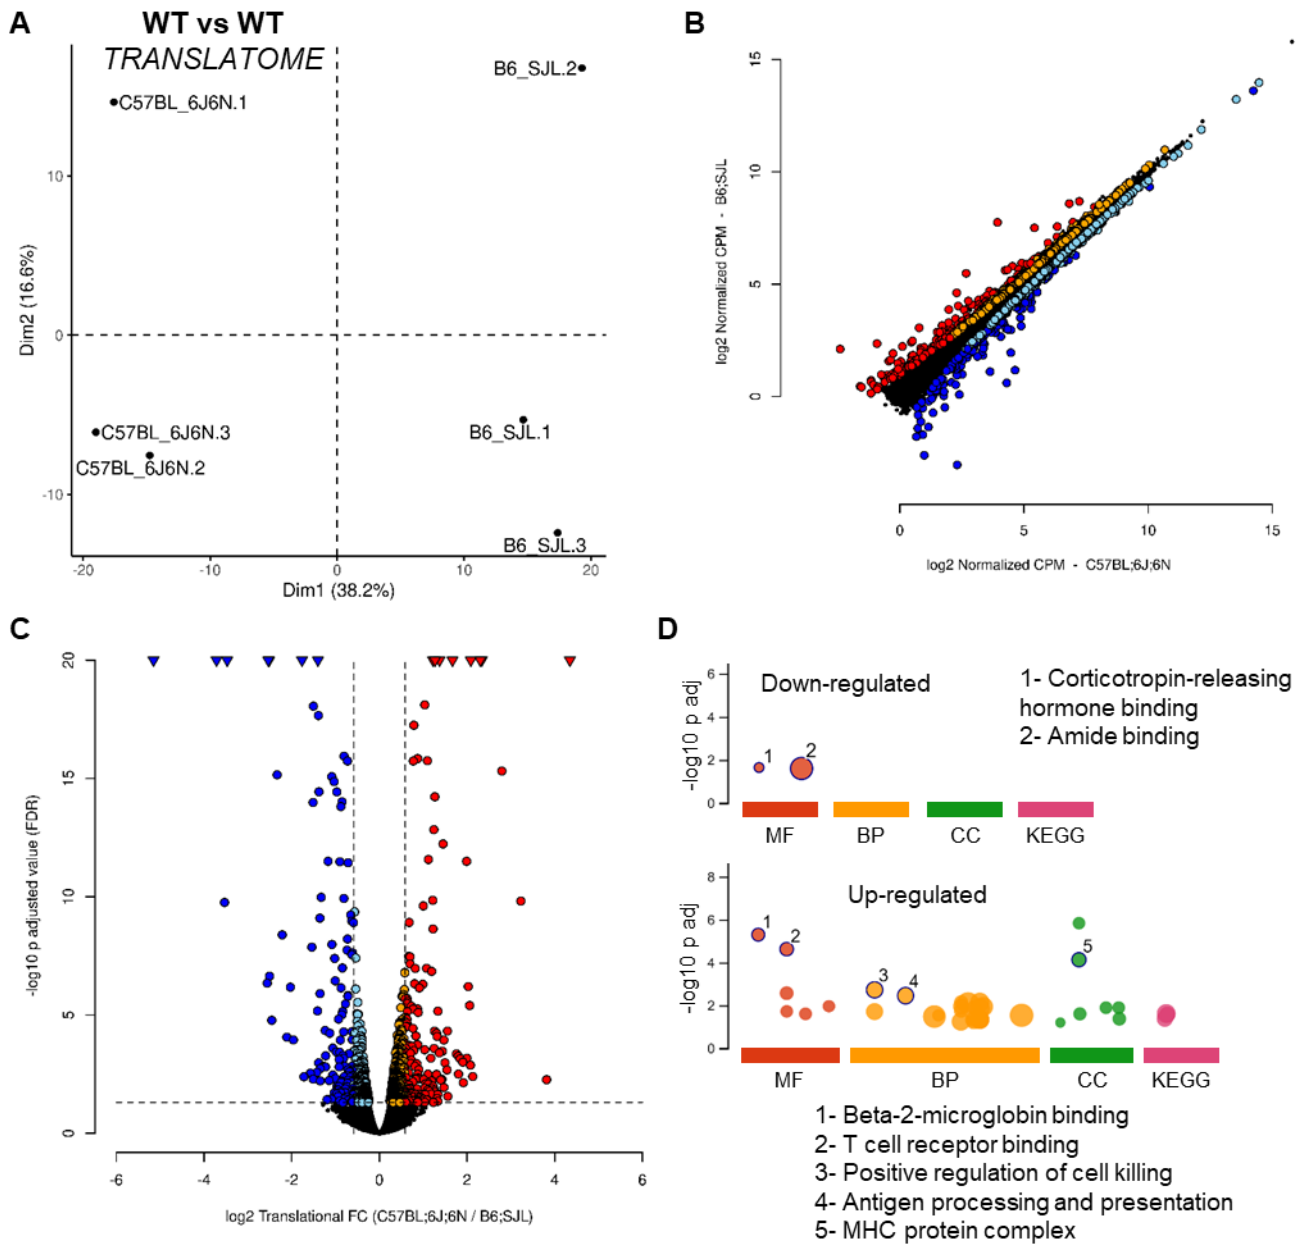 A
WT vs WT
TRANSLATOME
C57BL_6J6N.1
B6_SJL.2
C57BL_6J6N.3
C57BL_6J6N.2
B6_SJL.1
B6_SJL.3
10
0
-10
Dim2 (16.6%)
-20
-10
0
10
20
Dim1 (38.2%)
B
15
10
5
0
log2 Normalized CPM - B6;SJL
0
5
10
15
log2 Normalized CPM - C57BL;6J;6N
C
20
15
10
5
0
-log10 p adjusted value (FDR)
-6
-4
-2
0
2
4
6
log2 Translational FC (C57BL;6J;6N / B6;SJL)
D
6
4
2
0
-log10 p adj
Down-regulated
1
2
MF
BP
CC
KEGG
1- Corticotropin-releasing
hormone binding
2- Amide binding
8
6
4
2
0
-log10 p adj
Up-regulated
1
2
3
4
5
MF
BP
CC
KEGG
1- Beta-2-microglobin binding
2- T cell receptor binding
3- Positive regulation of cell killing
4- Antigen processing and presentation
5- MHC protein complex